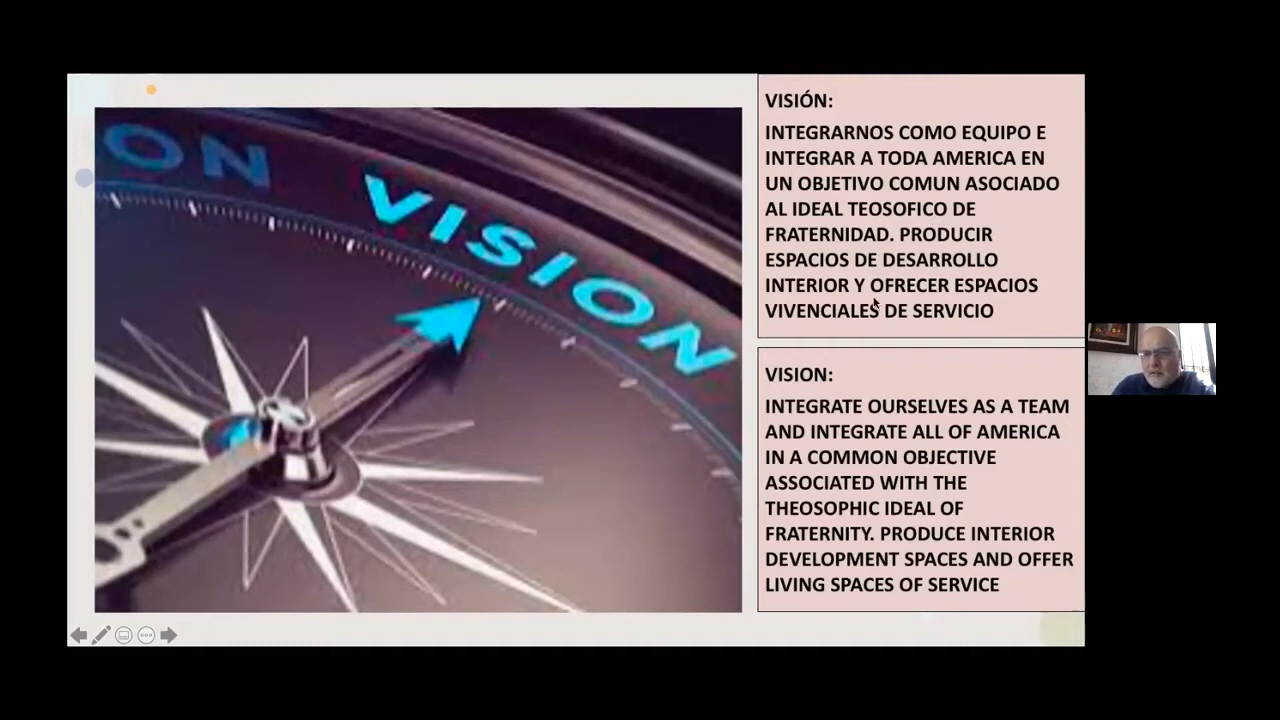 ON
VISION
VISIÓN:
INTEGRARNOS COMO EQUIPO E
INTEGRAR A TODA AMERICA EN
UN OBJETIVO COMUN ASOCIADO
AL IDEAL TEOSOFICO DE
FRATERNIDAD. PRODUCIR
ESPACIOS DE DESARROLLO
INTERIOR Y OFRECER ESPACIOS
VIVENCIALES DE SERVICIO
VISION:
INTEGRATE OURSELVES AS A TEAM
AND INTEGRATE ALL OF AMERICA
IN A COMMON OBJECTIVE
ASSOCIATED WITH THE
THEOSOPHIC IDEAL OF
FRATERNITY. PRODUCE INTERIOR
DEVELOPMENT SPACES AND OFFER
LIVING SPACES OF SERVICE